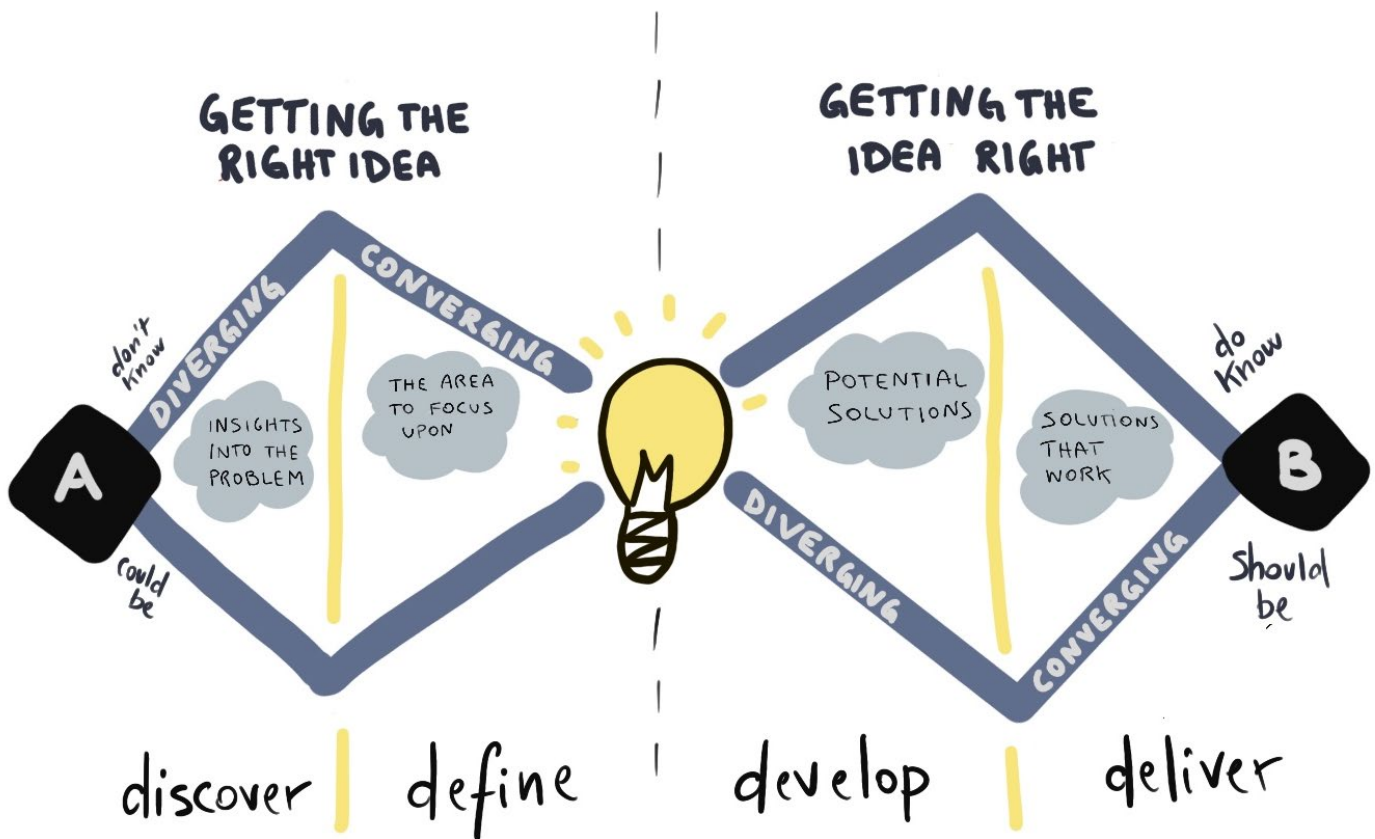 GETTING THE
RIGHT IDEA
GETTING THE
IDEA RIGHT
DIVERGING
CONVERGING
don't
know
A
could
be
INSIGHTS
INTO THE
PROBLEM
THE AREA
TO FOCUS
UPON
POTENTIAL
SOLUTIONS
SOLUTIONS
THAT
WORK
DIVERGING
CONVERGING
do
know
B
Should
be
discover
define
develop
deliver